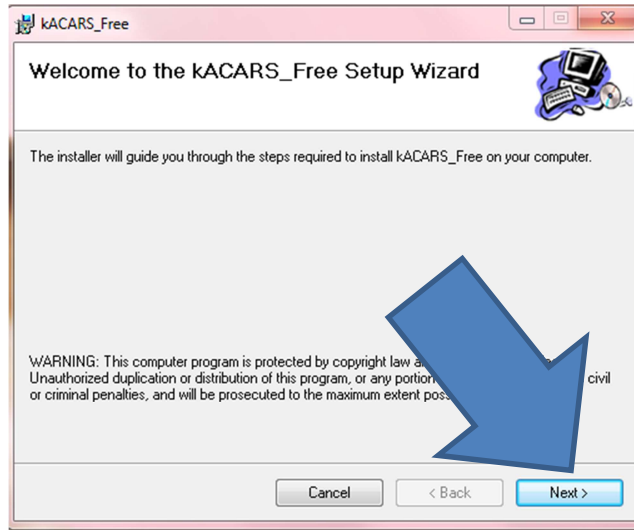 kACARS_Free
Welcome to the kACARS_Free Setup Wizard
The installer will guide you through the steps required to install kACARS_Free on your computer.
WARNING: This computer program is protected by copyright law a
Unauthorized duplication or distribution of this program, or any portion civil
or criminal penalties, and will be prosecuted to the maximum extent poss
Cancel
< Back
Next >